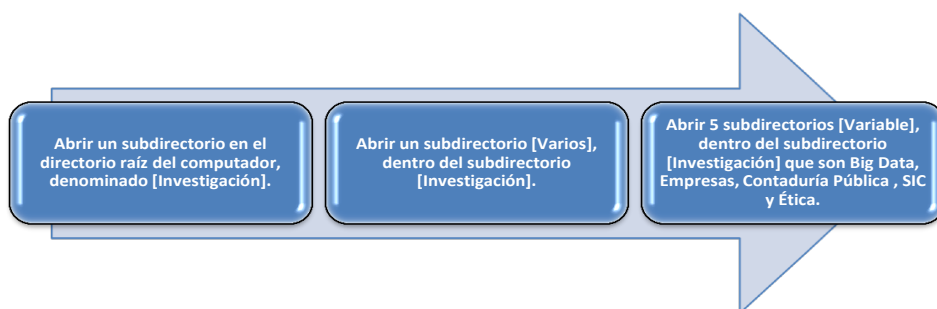 Abrir un subdirectorio en el
directorio raíz del computador,
denominado [Investigación].
Abrir un subdirectorio [Varios],
dentro del subdirectorio
[Investigación].
Abrir 5 subdirectorios [Variable],
dentro del subdirectorio
[Investigación] que son Big Data,
Empresas, Contaduría Pública , SIC
y Ética.